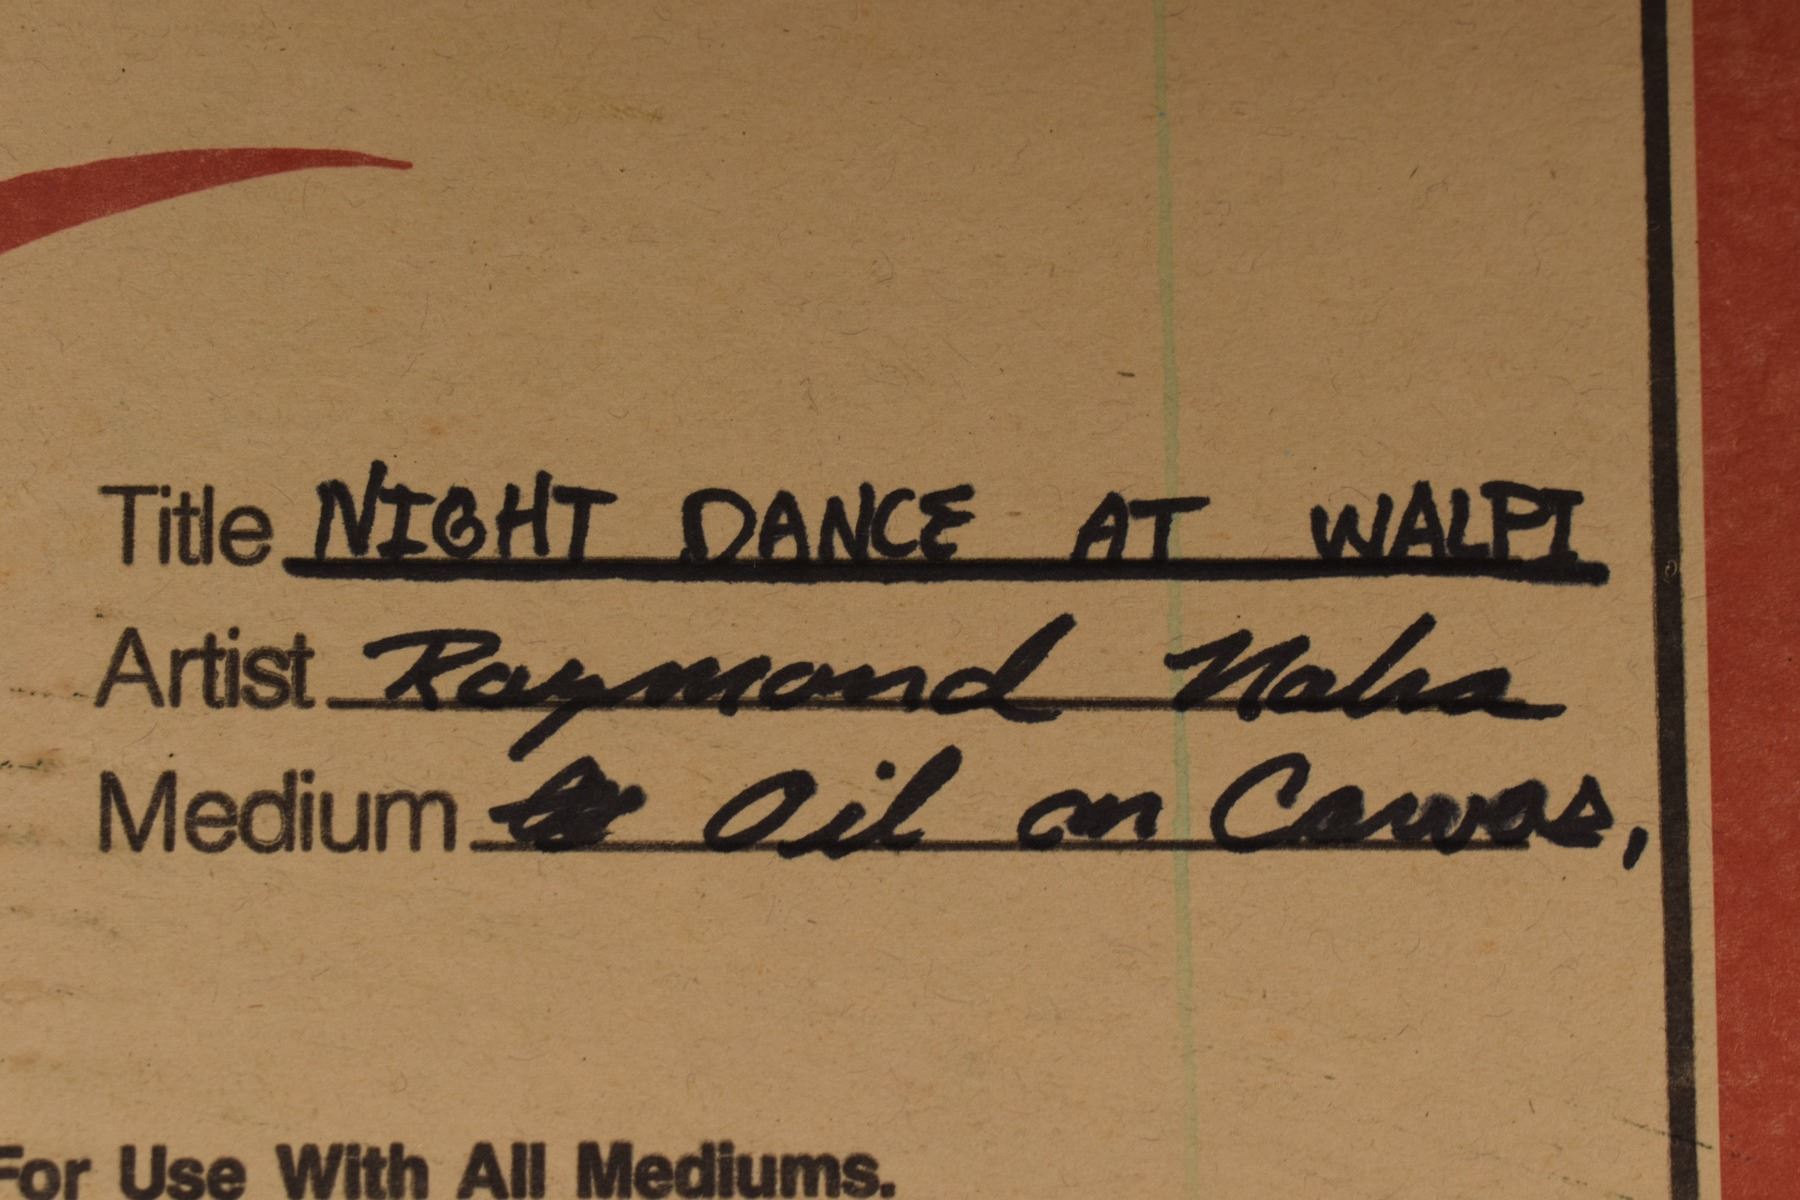 Title NIGHT DANCE AT WALPI
Artist Raymond Naha
Medium Oil on Canvas,
For Use With All Mediums.